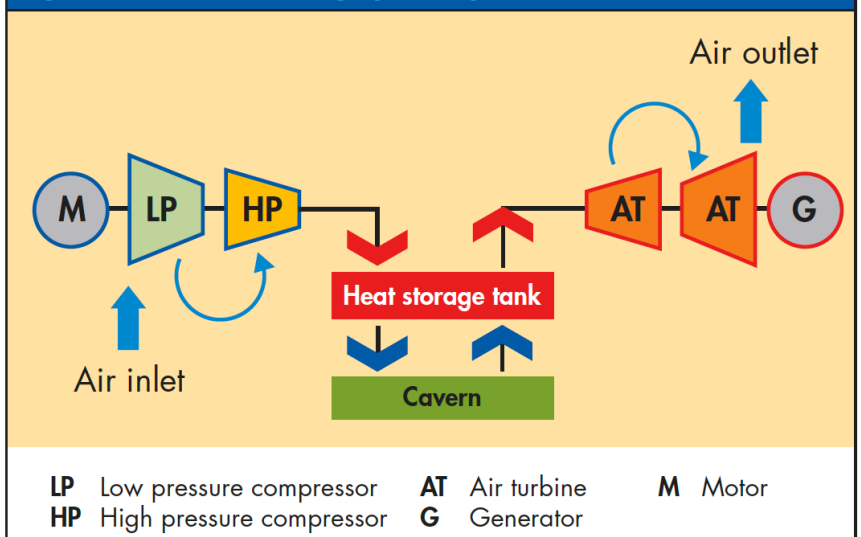 Air outlet
M LP HP AT AT G
Heat storage tank
Air inlet
Cavern
LP Low pressure compressor AT Air turbine M Motor
HP High pressure compressor G Generator